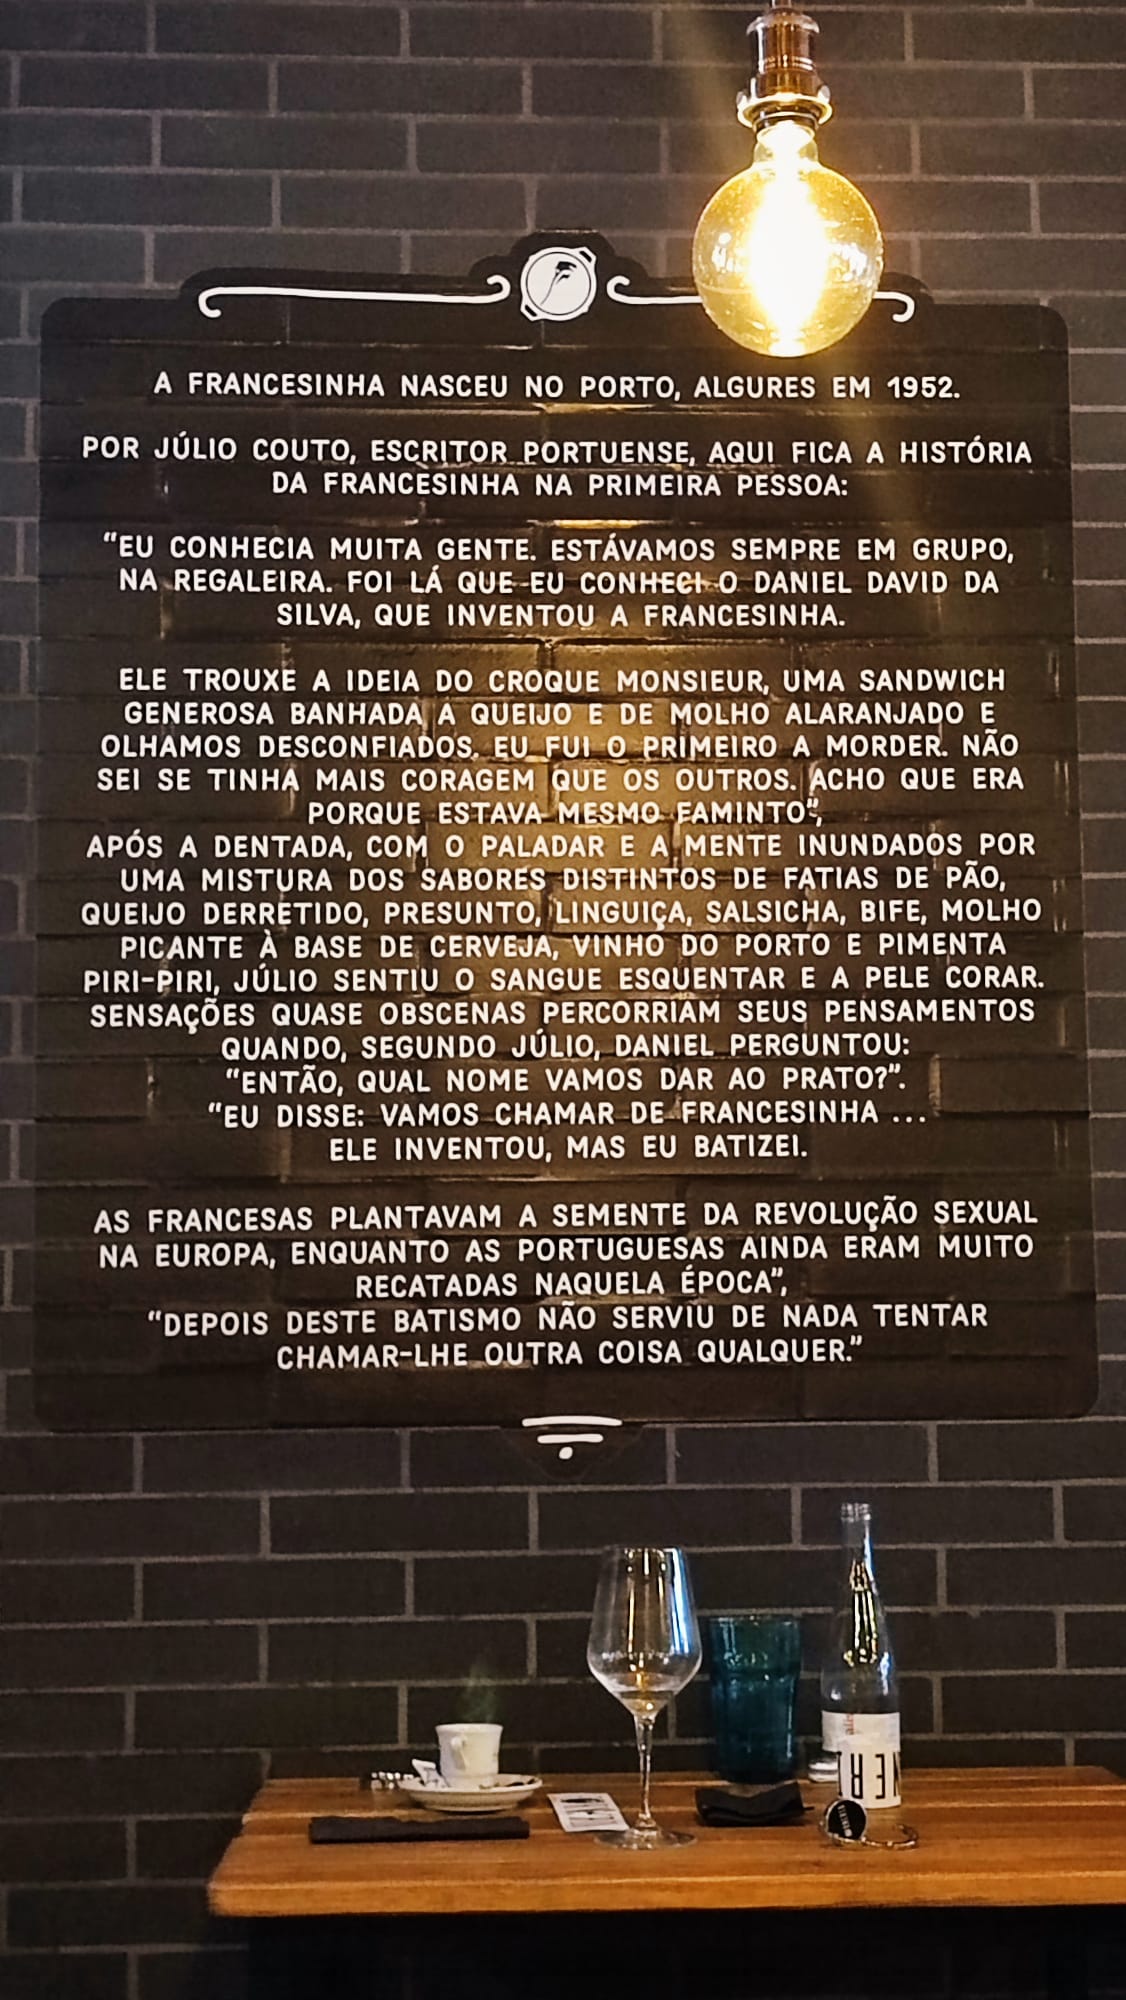 A FRANCESINHA NASCEU NO PORTO, ALGURES EM 1952.
POR JÚLIO COUTO, ESCRITOR PORTUENSE, AQUI FICA A HISTÓRIA
DA FRANCESINHA NA PRIMEIRA PESSOA:
“EU CONHECIA MUITA GENTE. ESTÁVAMOS SEMPRE EM GRUPO,
NA REGALEIRA. FOI LÁ QUE EU CONHECI O DANIEL DAVID DA
SILVA, QUE INVENTOU A FRANCESINHA.
ELE TROUXE A IDEIA DO CROQUE MONSIEUR, UMA SANDWICH
GENEROSA BANHADA A QUEIJO E DE MOLHO ALARANJADO E
OLHAMOS DESCONFIADOS. EU FUI O PRIMEIRO A MORDER. NÃO
SEI SE TINHA MAIS CORAGEM QUE OS OUTROS. ACHO QUE ERA
PORQUE ESTAVA MESMO FAMINTO”,
APÓS A DENTADA, COM O PALADAR E A MENTE INUNDADOS POR
UMA MISTURA DOS SABORES DISTINTOS DE FATIAS DE PÃO,
QUEIJO DERRETIDO, PRESUNTO, LINGUIÇA, SALSICHA, BIFE, MOLHO
PICANTE À BASE DE CERVEJA, VINHO DO PORTO E PIMENTA
PIRI-PIRI, JÚLIO SENTIU O SANGUE ESQUENTAR E A PELE CORAR.
SENSAÇÕES QUASE OBSCENAS PERCORRIAM SEUS PENSAMENTOS
QUANDO, SEGUNDO JÚLIO, DANIEL PERGUNTOU:
“ENTÃO, QUAL NOME VAMOS DAR AO PRATO?”.
“EU DISSE: VAMOS CHAMAR DE FRANCESINHA ...
ELE INVENTOU, MAS EU BATIZEI.
AS FRANCESAS PLANTAVAM A SEMENTE DA REVOLUÇÃO SEXUAL
NA EUROPA, ENQUANTO AS PORTUGUESAS AINDA ERAM MUITO
RECATADAS NAQUELA ÉPOCA”,
“DEPOIS DESTE BATISMO NÃO SERVIU DE NADA TENTAR
CHAMAR-LHE OUTRA COISA QUALQUER.”